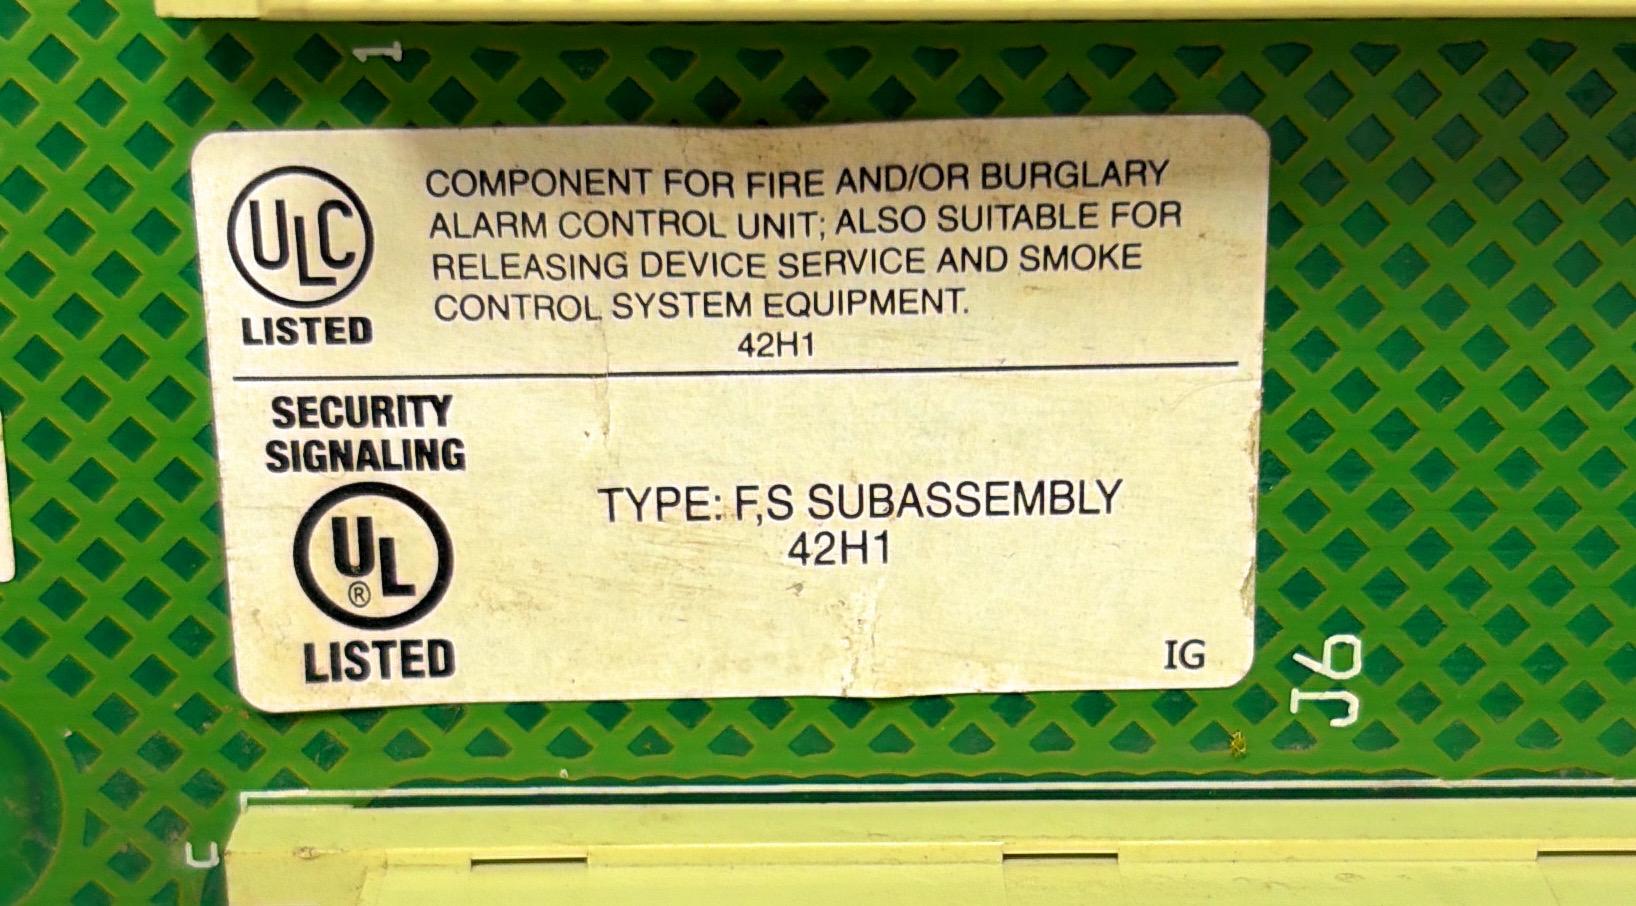 1
ULC
LISTED
COMPONENT FOR FIRE AND/OR BURGLARY
ALARM CONTROL UNIT; ALSO SUITABLE FOR
RELEASING DEVICE SERVICE AND SMOKE
CONTROL SYSTEM EQUIPMENT.
42H1
SECURITY
SIGNALING
UL
®
LISTED
TYPE: F,S SUBASSEMBLY
42H1
IG
J6